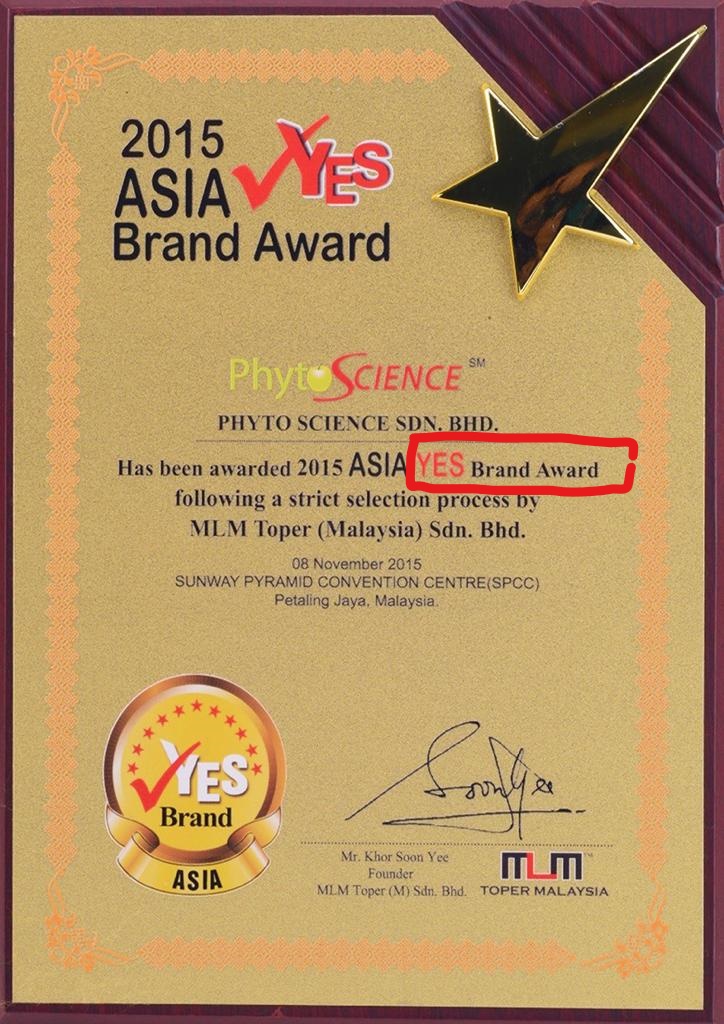 2015
ASIA YES
Brand Award
PhytoSCIENCE SM
PHYTO SCIENCE SDN. BHD.
Has been awarded 2015 ASIA YES Brand Award
following a strict selection process by
MLM Toper (Malaysia) Sdn. Bhd.
08 November 2015
SUNWAY PYRAMID CONVENTION CENTRE(SPCC)
Petaling Jaya, Malaysia.
YES
Brand
ASIA
Soon Yee
Mr. Khor Soon Yee
Founder
MLM Toper (M) Sdn. Bhd.
MLM TM
TOPER MALAYSIA